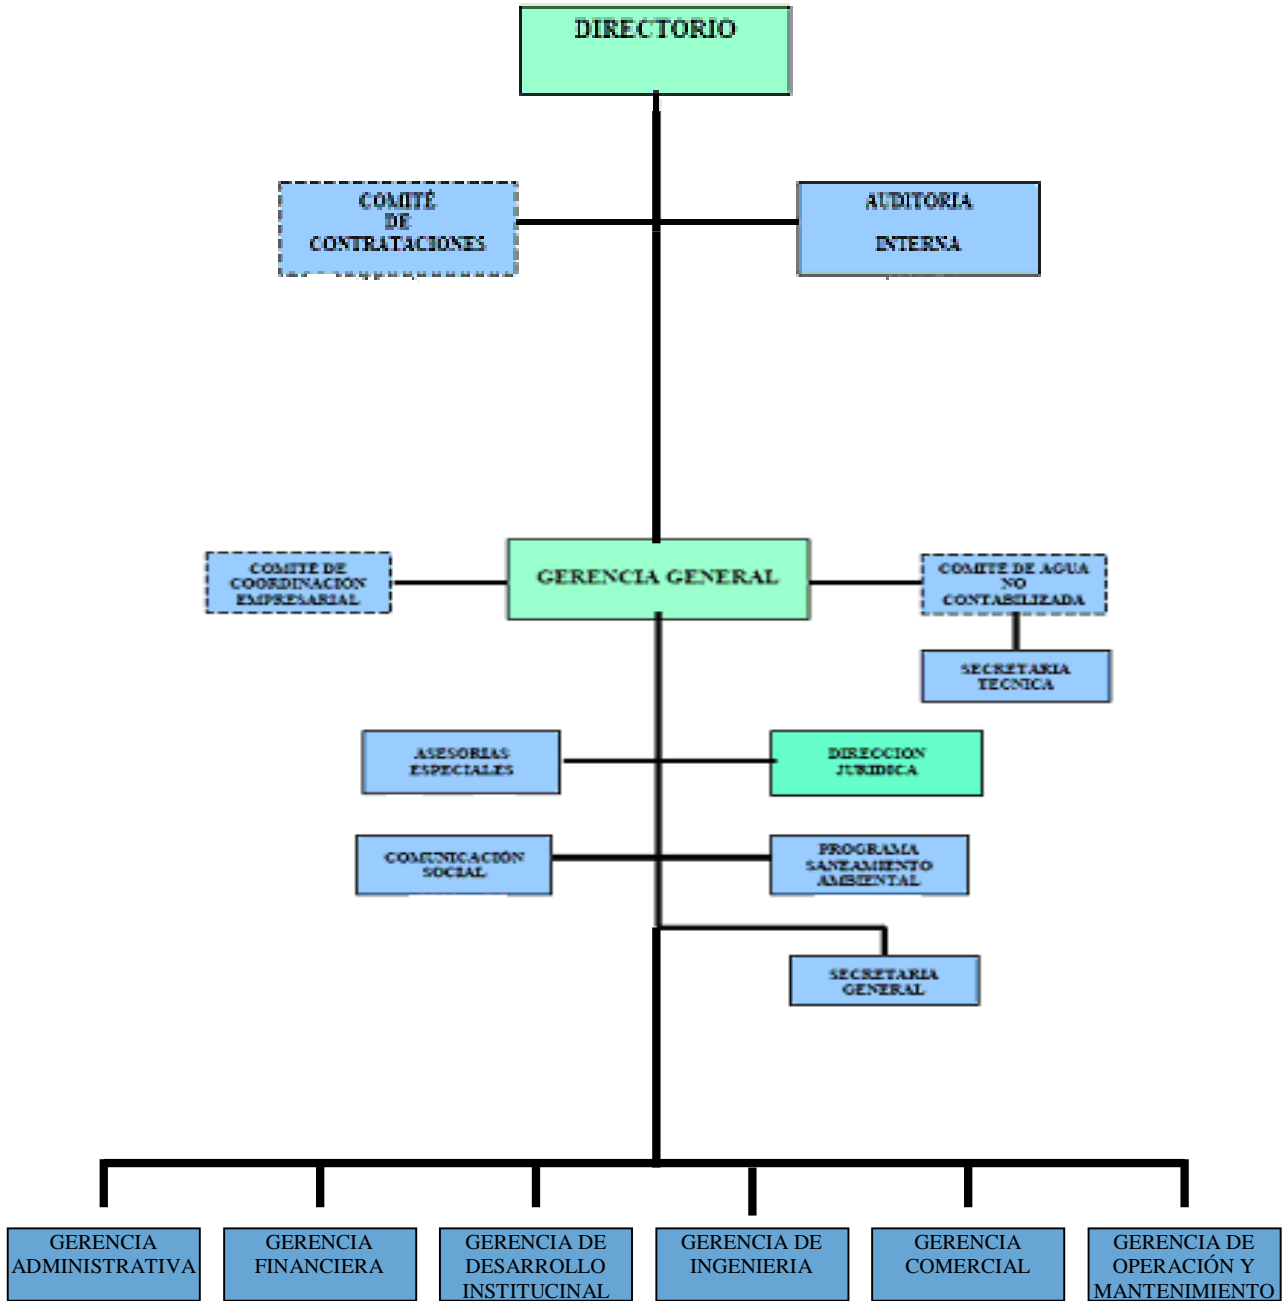 DIRECTORIO
COMITÉ
DE
CONTRATACIONES
AUDITORIA
INTERNA
COMITE DE
COORDINACIÓN
EMPRESARIAL
GERENCIA GENERAL
COMITE DE AGUA
NO
CONTABILIZADA
SECRETARIA
TECNICA
ASESORIAS
ESPECIALES
DIRECCION
JURIDICA
COMUNICACIÓN
SOCIAL
PROGRAMA
SANEAMIENTO
AMBIENTAL
SECRETARIA
GENERAL
GERENCIA
ADMINISTRATIVA
GERENCIA
FINANCIERA
GERENCIA DE
DESARROLLO
INSTITUCINAL
GERENCIA DE
INGENIERIA
GERENCIA
COMERCIAL
GERENCIA DE
OPERACIÓN Y
MANTENIMIENTO